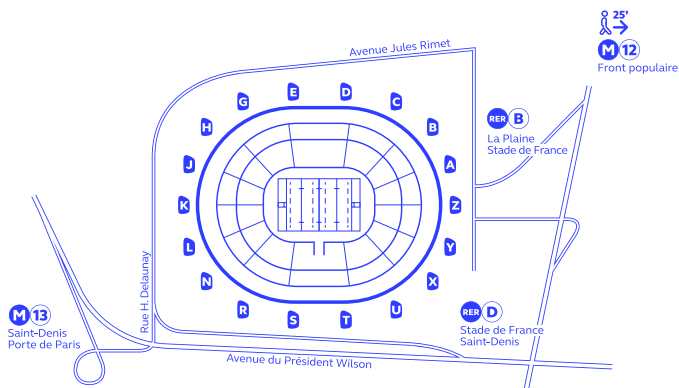 25'
M 12
Front populaire
Avenue Jules Rimet
E
D
G
C
H
B
RER B
La Plaine
Stade de France
J
A
K
Z
L
Y
N
X
Rue H. Delaunay
R
U
S
T
M 13
Saint-Denis
Porte de Paris
RER D
Stade de France
Saint-Denis
Avenue du Président Wilson